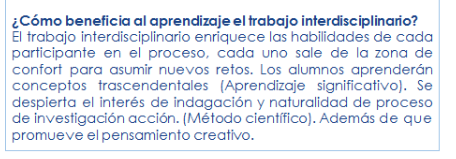 ¿Cómo beneficia al aprendizaje el trabajo interdisciplinario?
El trabajo interdisciplinario enriquece las habilidades de cada
participante en el proceso, cada uno sale de la zona de
confort para asumir nuevos retos. Los alumnos aprenderán
conceptos trascendentales (Aprendizaje significativo). Se
despierta el interés de indagación y naturalidad de proceso
de investigación acción. (Método científico). Además de que
promueve el pensamiento creativo.